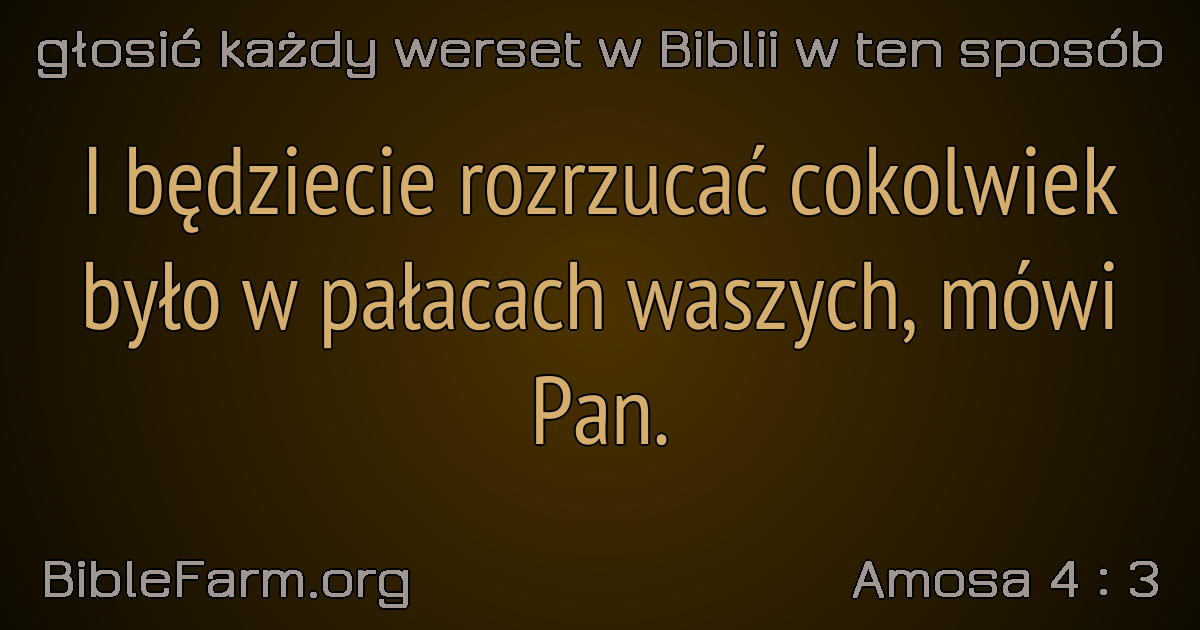 głosić każdy werset w Biblii w ten sposób
I będziecie rozrzucać cokolwiek
było w pałacach waszych, mówi
Pan.
BibleFarm.org
Amosa 4 : 3